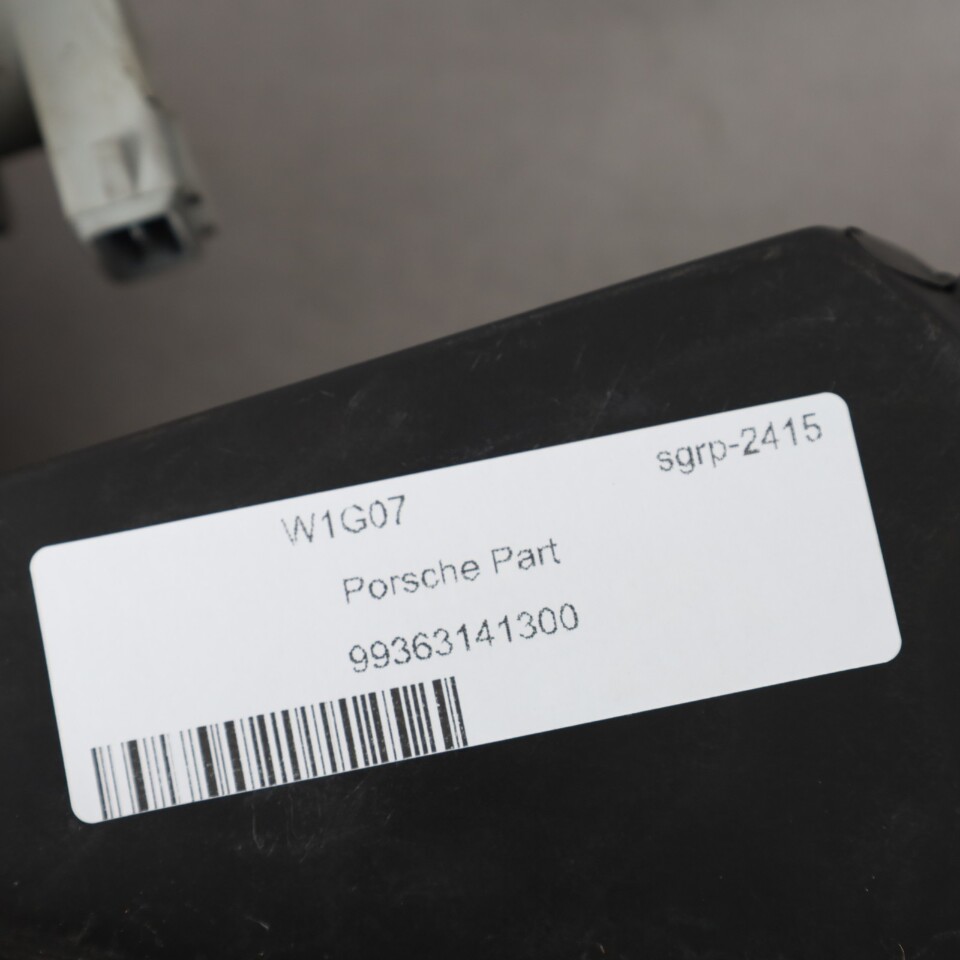 sgrp-2415
W1G07
Porsche Part
99363141300